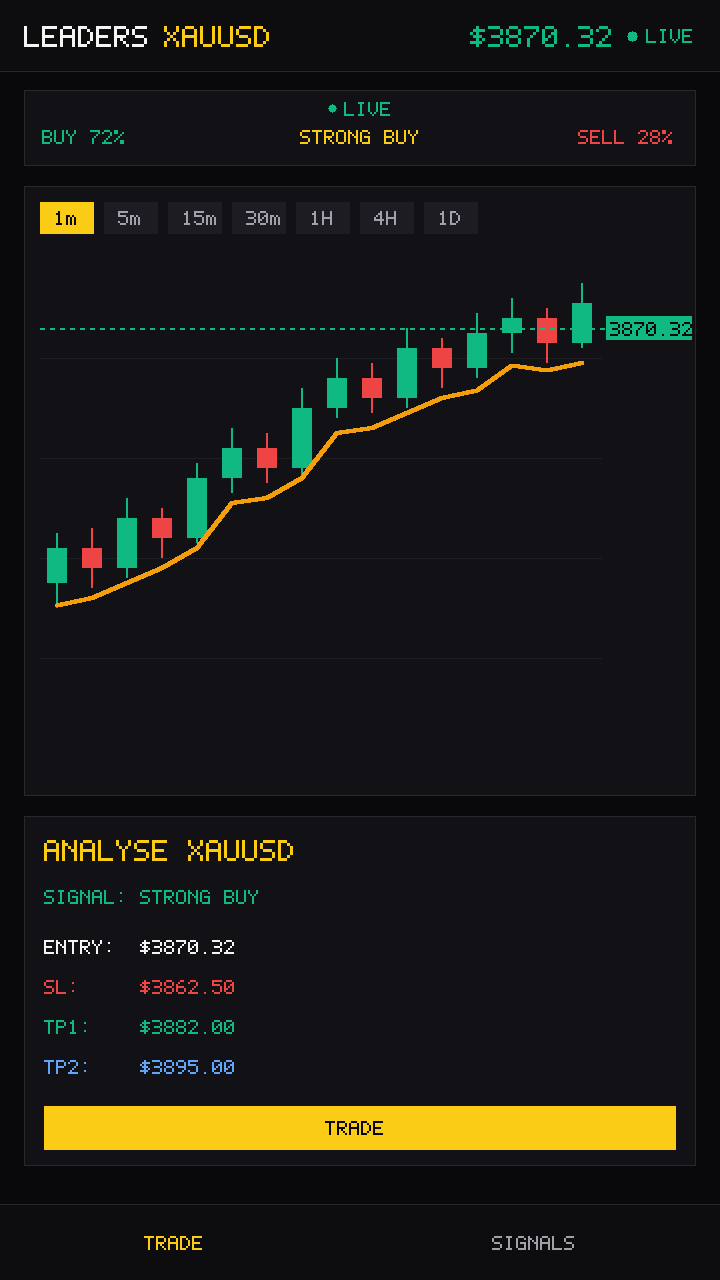 LEADERS XAUUSD $3870.32 ● LIVE
● LIVE
BUY 72% STRONG BUY SELL 28%
1m 5m 15m 30m 1H 4H 1D
3870.32
ANALYSE XAUUSD
SIGNAL: STRONG BUY
ENTRY: $3870.32
SL: $3862.50
TP1: $3882.00
TP2: $3895.00
TRADE
TRADE SIGNALS